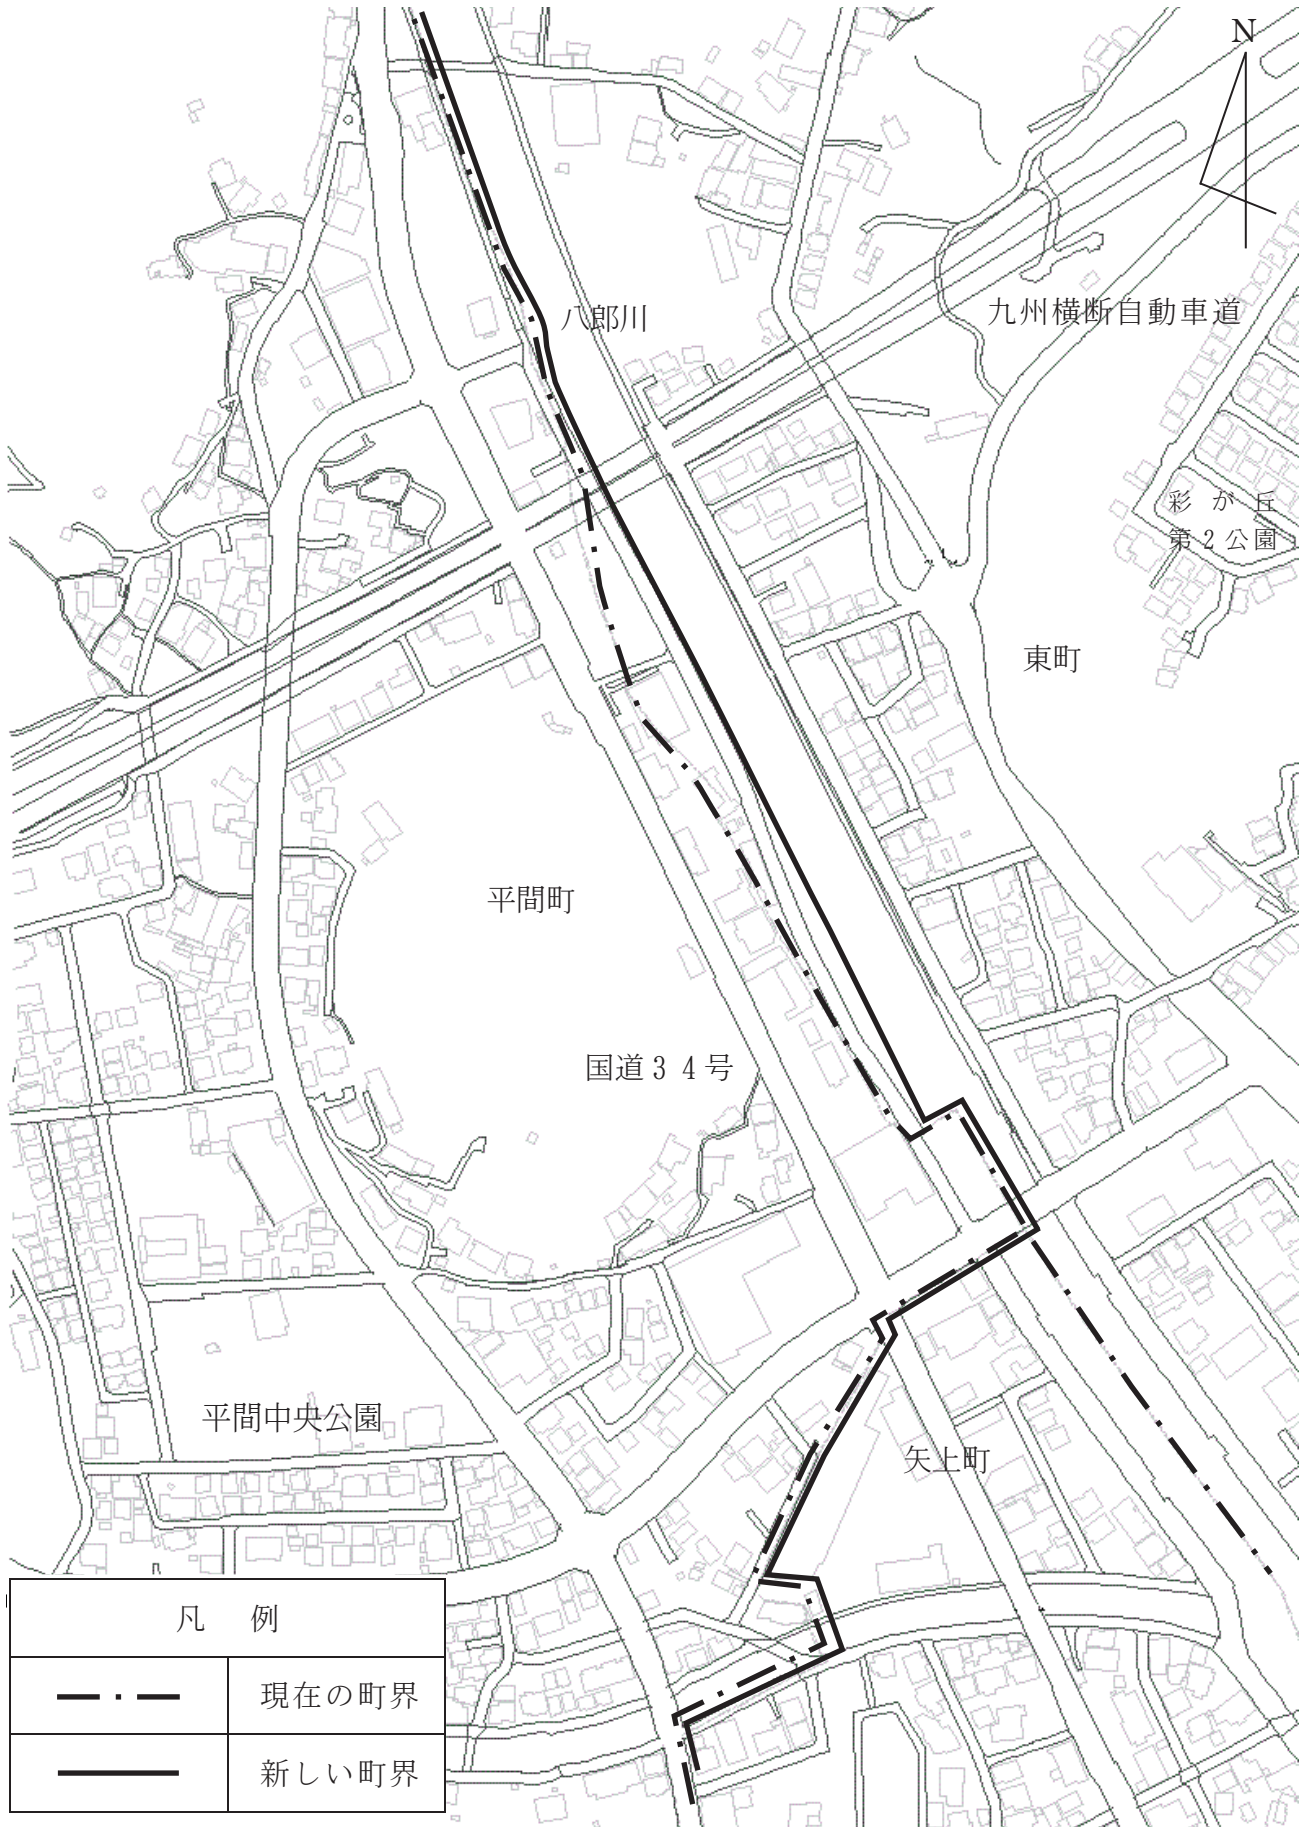 N
八郎川
九州横断自動車道
彩が丘
第2公園
東町
平間町
国道34号
平間中央公園
矢上町
凡 例
現在の町界
新しい町界